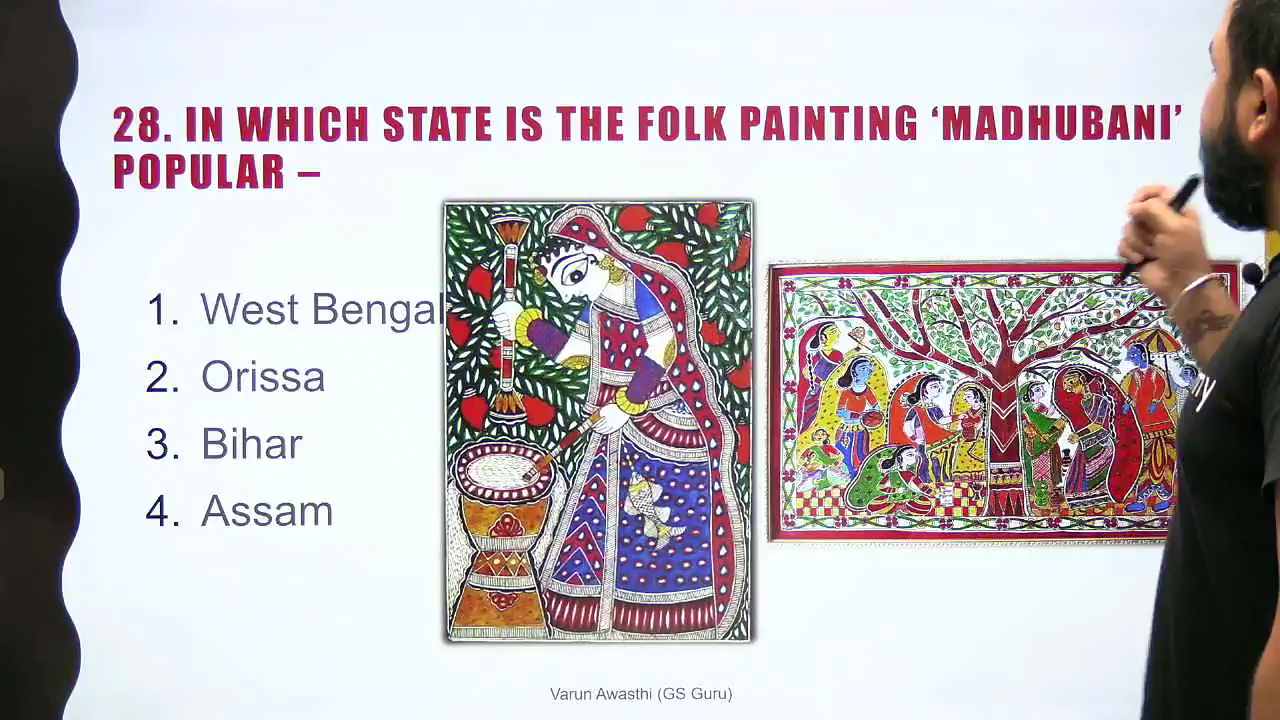 28. IN WHICH STATE IS THE FOLK PAINTING ‘MADHUBANI’
POPULAR –
1. West Bengal
2. Orissa
3. Bihar
4. Assam
Varun Awasthi (GS Guru)